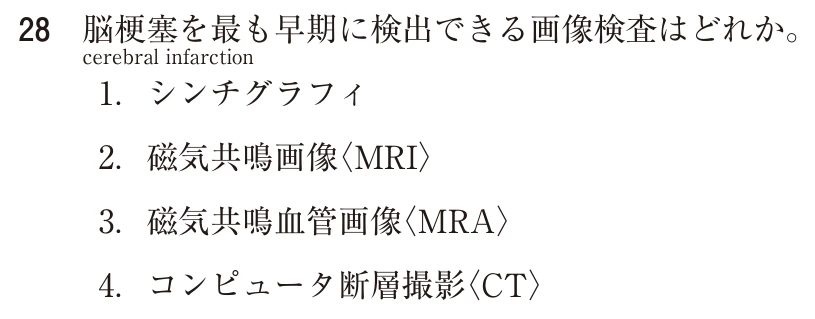 28 脳梗塞を最も早期に検出できる画像検査はどれか。
cerebral infarction
1. シンチグラフィ
2. 磁気共鳴画像〈MRI〉
3. 磁気共鳴血管画像〈MRA〉
4. コンピュータ断層撮影〈CT〉